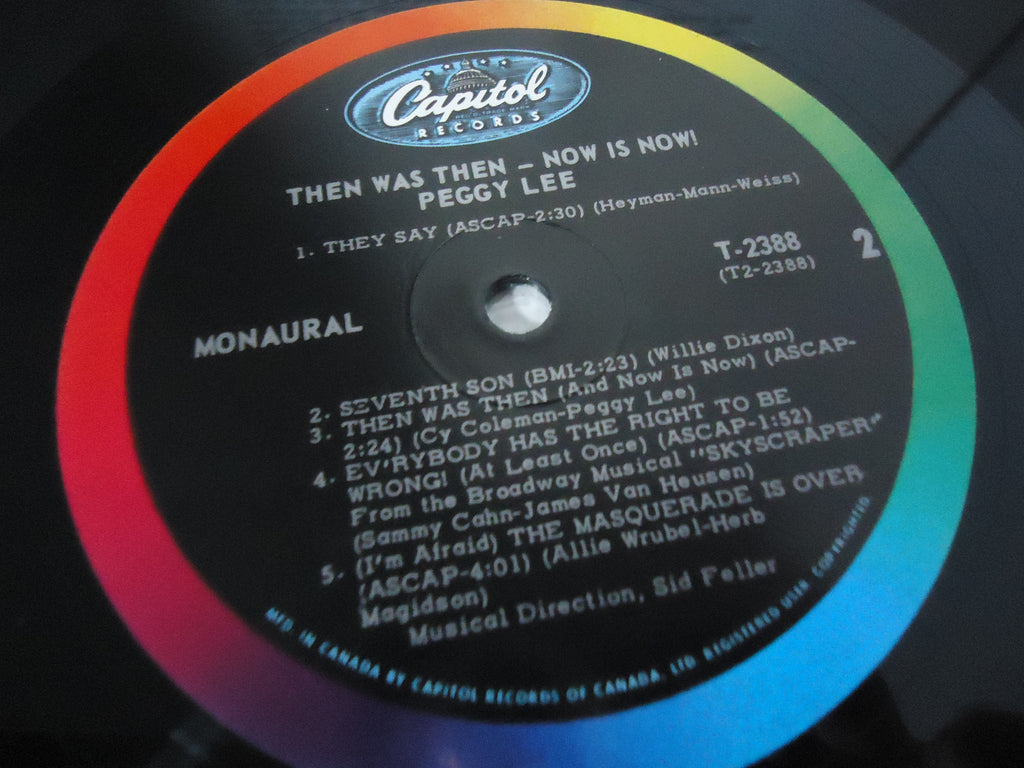 Capitol
RECORDS
THEN WAS THEN – NOW IS NOW!
PEGGY LEE
1. THEY SAY (ASCAP-2:30) (Heyman-Mann-Weiss)
T-2388
(T2-2388)
2
MONAURAL
2. SEVENTH SON (BMI-2:23) (Willie Dixon)
3. THEN WAS THEN (And Now Is Now) (ASCAP-
2:24) (Cy Coleman-Peggy Lee)
4. EV'RYBODY HAS THE RIGHT TO BE
WRONG! (At Least Once) (ASCAP-1:52)
From the Broadway Musical "SKYSCRAPER"
(Sammy Cahn-James Van Heusen)
5. (I'm Afraid) THE MASQUERADE IS OVER
(ASCAP-4:01) (Allie Wrubel-Herb
Magidson)
Musical Direction, Sid Feller
MFD. IN CANADA BY CAPITOL RECORDS OF CANADA, LTD. REGISTERED USER. COPYRIGHTED